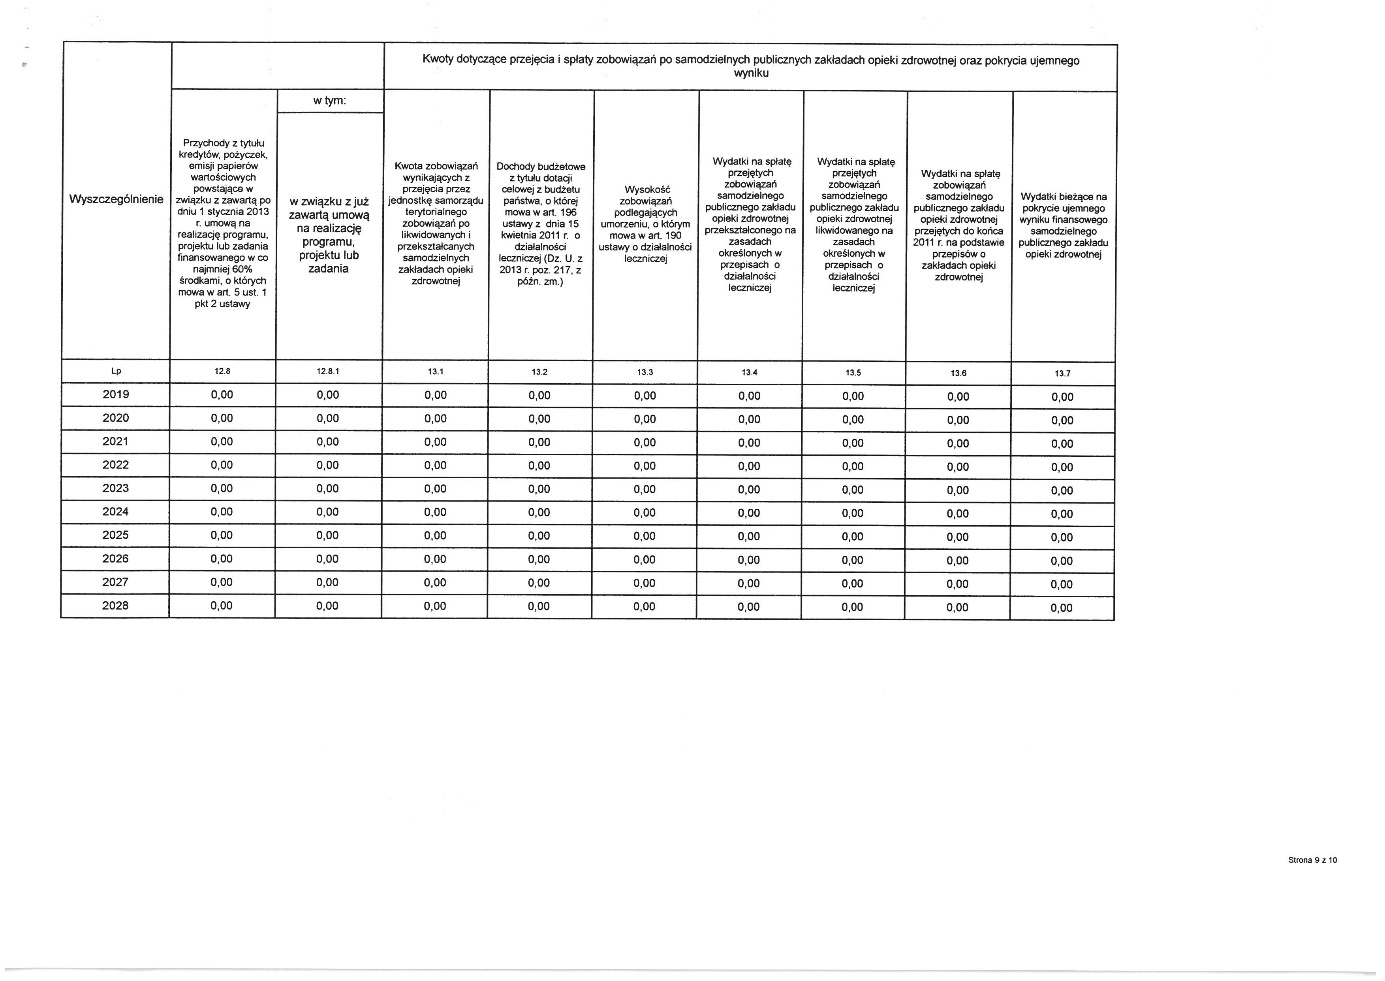 Kwoty dotyczące przejęcia i spłaty zobowiązań po samodzielnych publicznych zakładach opieki zdrowotnej oraz pokrycia ujemnego
wyniku
Wyszczególnienie
Przychody z tytułu
kredytów, pożyczek,
emisji papierów
wartościowych
powstające w
związku z zawartą po
dniu 1 stycznia 2013
r. umową na
realizację programu,
projektu lub zadania
finansowanego w co
najmniej 60%
środkami, o których
mowa w art. 5 ust. 1
pkt 2 ustawy
w tym:
w związku z już
zawartą umową
na realizację
programu,
projektu lub
zadania
Kwota zobowiązań
wynikających z
przejęcia przez
jednostkę samorządu
terytorialnego
zobowiązań po
likwidowanych i
przekształcanych
samodzielnych
zakładach opieki
zdrowotnej
Dochody budżetowe
z tytułu dotacji
celowej z budżetu
państwa, o której
mowa w art. 196
ustawy z  dnia 15
kwietnia 2011 r.  o
działalności
leczniczej (Dz. U. z
2013 r. poz. 217, z
późn. zm.)
Wysokość
zobowiązań
podlegających
umorzeniu, o którym
mowa w art. 190
ustawy o działalności
leczniczej
Wydatki na spłatę
przejętych
zobowiązań
samodzielnego
publicznego zakładu
opieki zdrowotnej
przekształconego na
zasadach
określonych w
przepisach  o
działalności
leczniczej
Wydatki na spłatę
przejętych
zobowiązań
samodzielnego
publicznego zakładu
opieki zdrowotnej
likwidowanego na
zasadach
określonych w
przepisach  o
działalności
leczniczej
Wydatki na spłatę
zobowiązań
samodzielnego
publicznego zakładu
opieki zdrowotnej
przejętych do końca
2011 r. na podstawie
przepisów o
zakładach opieki
zdrowotnej
Wydatki bieżące na
pokrycie ujemnego
wyniku finansowego
samodzielnego
publicznego zakładu
opieki zdrowotnej
Lp 12.8 12.8.1 13.1 13.2 13.3 13.4 13.5 13.6 13.7
2019 0,00 0,00 0,00 0,00 0,00 0,00 0,00 0,00 0,00
2020 0,00 0,00 0,00 0,00 0,00 0,00 0,00 0,00 0,00
2021 0,00 0,00 0,00 0,00 0,00 0,00 0,00 0,00 0,00
2022 0,00 0,00 0,00 0,00 0,00 0,00 0,00 0,00 0,00
2023 0,00 0,00 0,00 0,00 0,00 0,00 0,00 0,00 0,00
2024 0,00 0,00 0,00 0,00 0,00 0,00 0,00 0,00 0,00
2025 0,00 0,00 0,00 0,00 0,00 0,00 0,00 0,00 0,00
2026 0,00 0,00 0,00 0,00 0,00 0,00 0,00 0,00 0,00
2027 0,00 0,00 0,00 0,00 0,00 0,00 0,00 0,00 0,00
2028 0,00 0,00 0,00 0,00 0,00 0,00 0,00 0,00 0,00
Strona 9 z 10